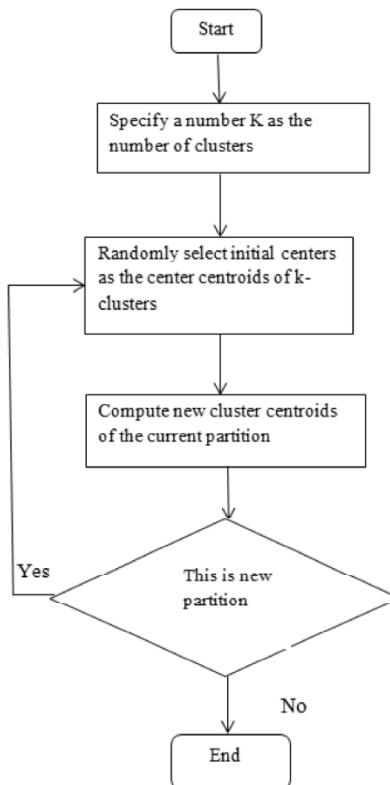 Start
Specify a number K as the
number of clusters
Randomly select initial centers
as the center centroids of k-
clusters
Compute new cluster centroids
of the current partition
Yes
This is new
partition
No
End